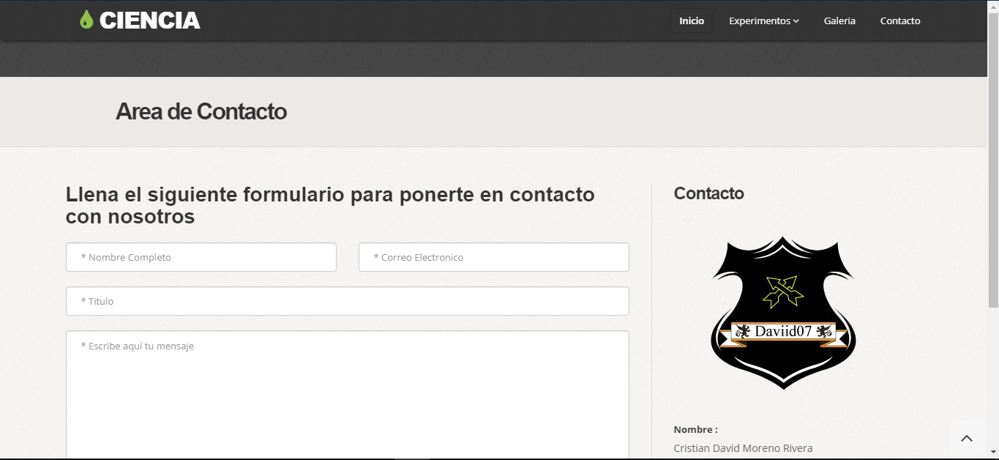 CIENCIA
Inicio
Experimentos
Galeria
Contacto
Area de Contacto
Llena el siguiente formulario para ponerte en contacto
con nosotros
* Nombre Completo
* Correo Electronico
* Titulo
* Escribe aquí tu mensaje
Contacto
Daviid07
Nombre :
Cristian David Moreno Rivera